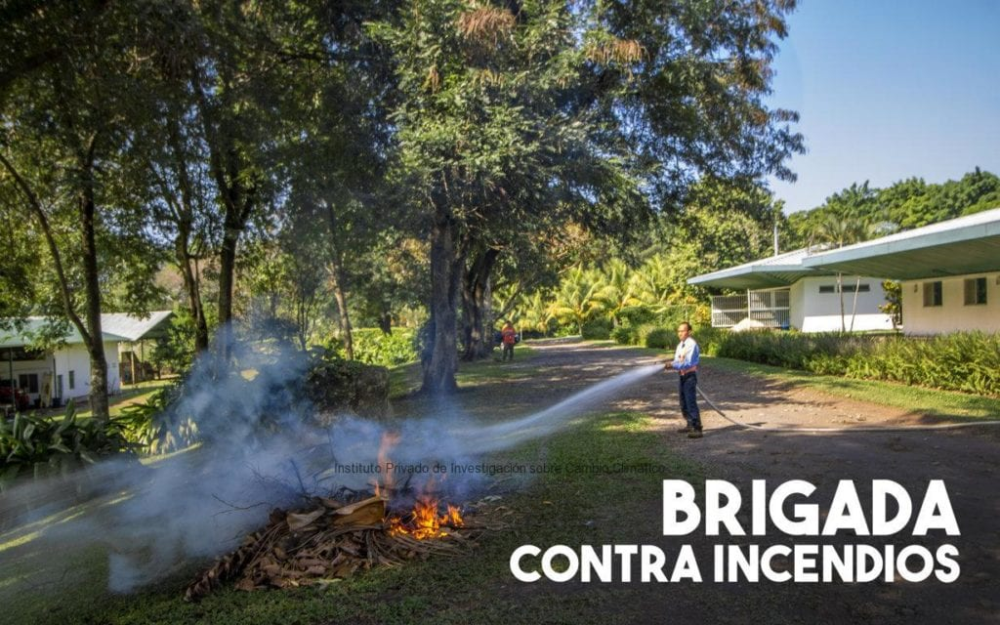 Instituto Privado de Investigación sobre Cambio Climático
BRIGADA
CONTRA INCENDIOS